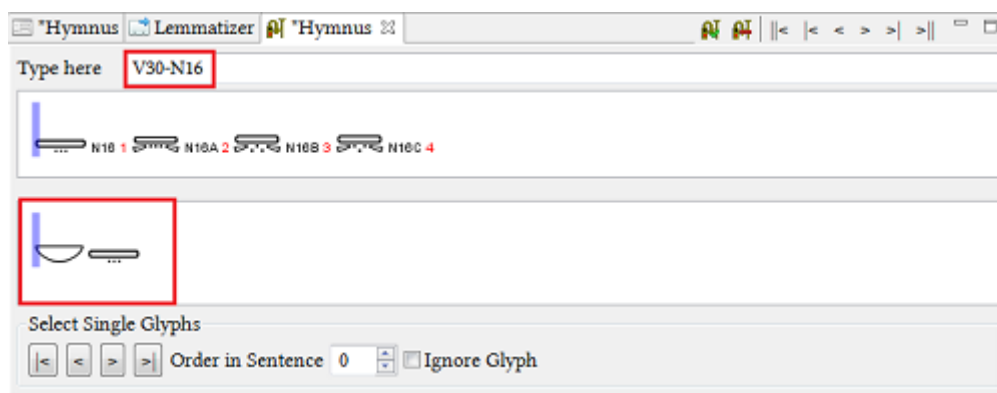 *Hymnus Lemmatizer *Hymnus ||< |< < > >| >||
Type here V30-N16
N16 1 N16A 2 N16B 3 N16C 4
Select Single Glyphs
|< < > >| Order in Sentence 0 Ignore Glyph